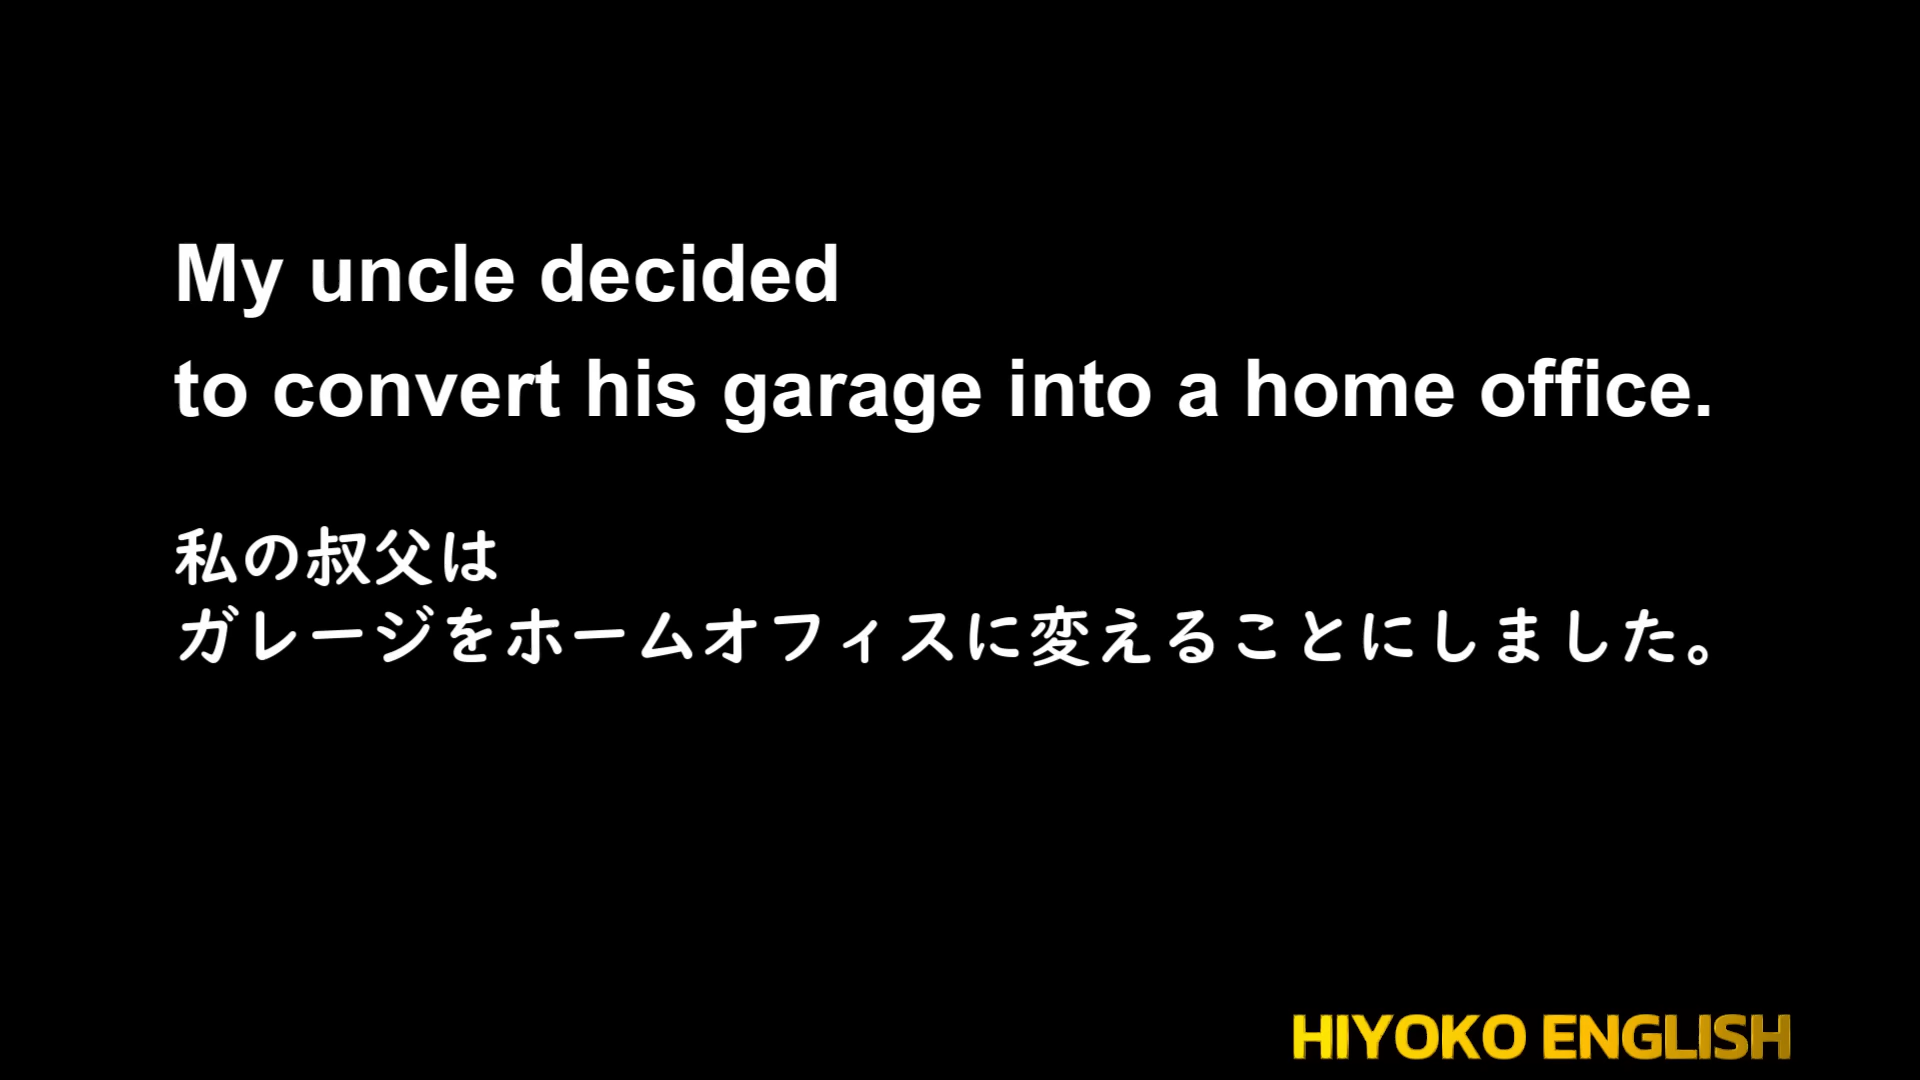 My uncle decided
to convert his garage into a home office.
私の叔父は
ガレージをホームオフィスに変えることにしました。
HIYOKO ENGLISH